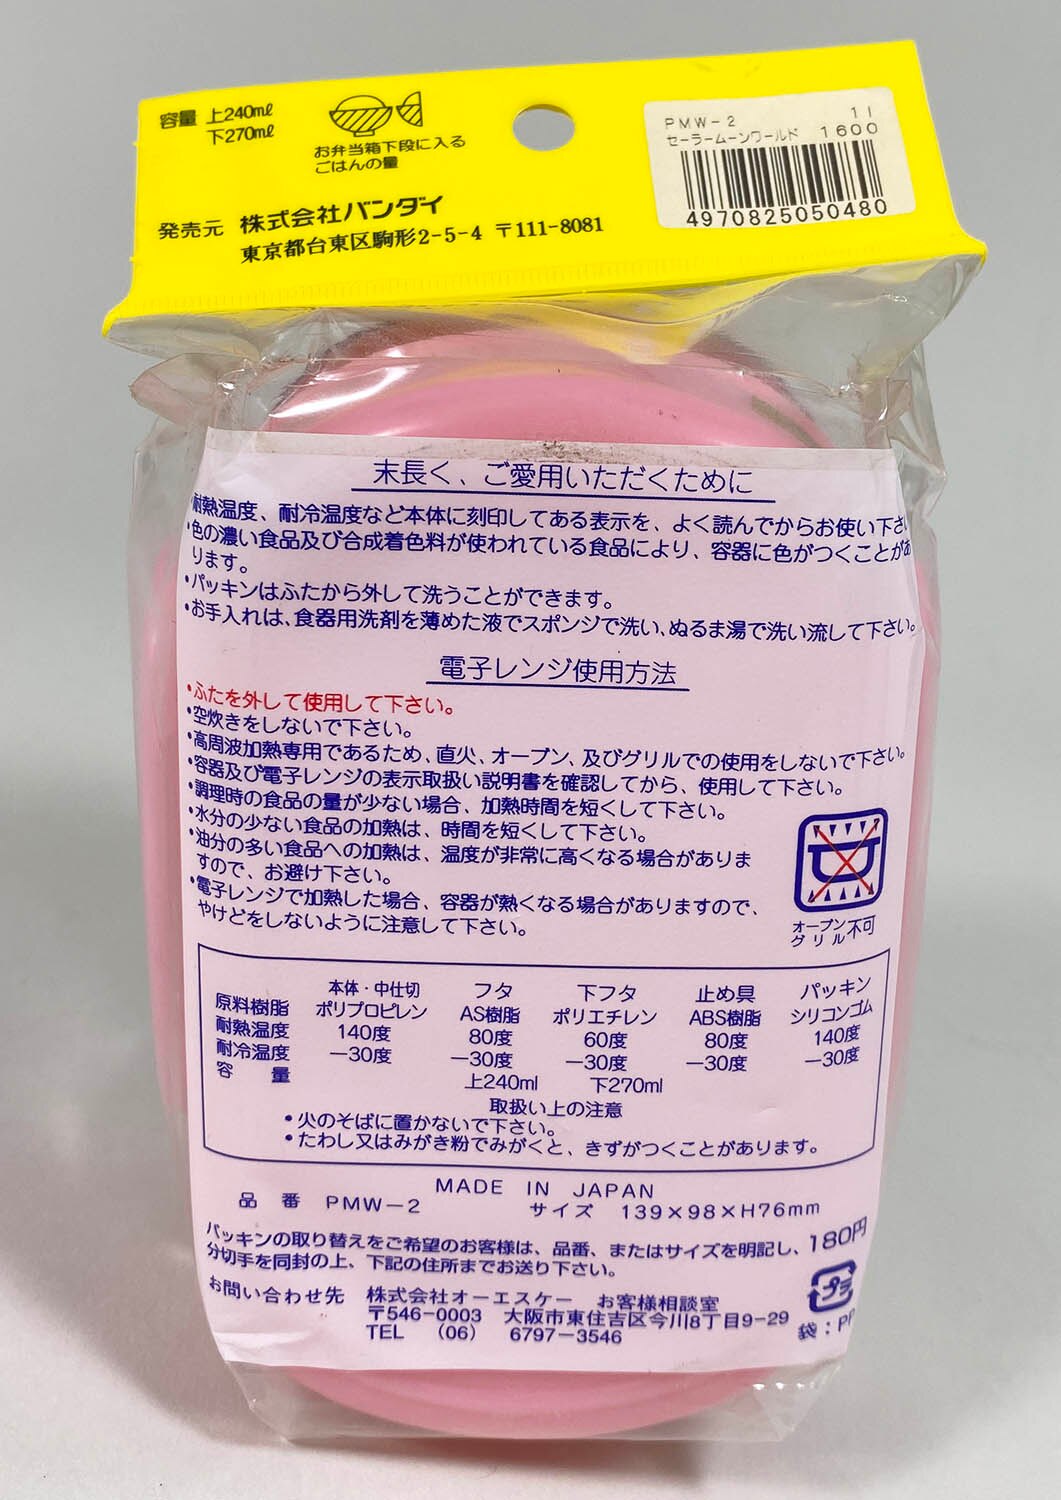 容量 上240mℓ
下270mℓ
お弁当箱下段に入る
ごはんの量
発売元 株式会社バンダイ
東京都台東区駒形2-5-4 〒111-8081
PMW-2 11
セーラームーンワールド 1600
4970825050480
末長く、ご愛用いただくために
・耐熱温度、耐冷温度など本体に刻印してある表示を、よく読んでからお使い下さい
・色の濃い食品及び合成着色料が使われている食品により、容器に色がつくことがあ
ります。
・パッキンはふたから外して洗うことができます。
・お手入れは、食器用洗剤を薄めた液でスポンジで洗い、ぬるま湯で洗い流して下さい。
電子レンジ使用方法
・ふたを外して使用して下さい。
・空炊きをしないで下さい。
・高周波加熱専用であるため、直火、オーブン、及びグリルでの使用をしないで下さい。
・容器及び電子レンジの表示取扱い説明書を確認してから、使用して下さい。
・調理時の食品の量が少ない場合、加熱時間を短くして下さい。
・水分の少ない食品の加熱は、時間を短くして下さい。
・油分の多い食品への加熱は、温度が非常に高くなる場合がありま
すので、お避け下さい。
・電子レンジで加熱した場合、容器が熱くなる場合がありますので、
やけどをしないように注意して下さい。
オーブン
グリル不可
本体・中仕切 フタ 下フタ 止め具 パッキン
原料樹脂 ポリプロピレン AS樹脂 ポリエチレン ABS樹脂 シリコンゴム
耐熱温度 140度 80度 60度 80度 140度
耐冷温度 −30度 −30度 −30度 −30度 −30度
容量 上240ml 下270ml
取扱い上の注意
・火のそばに置かないで下さい。
・たわし又はみがき粉でみがくと、きずがつくことがあります。
MADE IN JAPAN
品番 PMW−2 サイズ 139×98×H76mm
パッキンの取り替えをご希望のお客様は、品番、またはサイズを明記し、180円
分切手を同封の上、下記の住所までお送り下さい。
お問い合わせ先 株式会社オーエスケー お客様相談室
〒546−0003 大阪市東住吉区今川8丁目9−29
TEL (06) 6797−3546
プラ
袋：PP